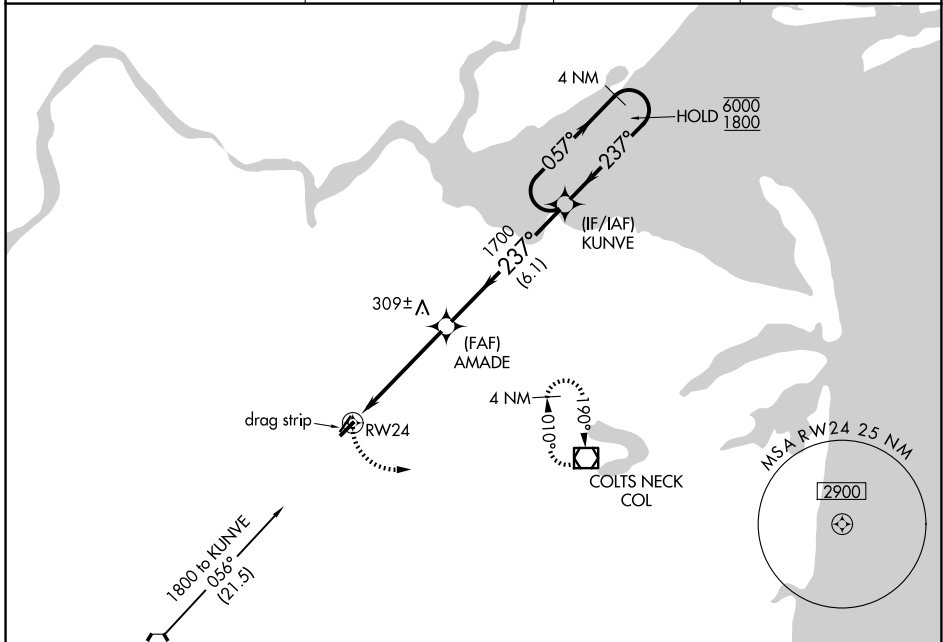 4 NM
HOLD 6000
1800
057°
237°
(IF/IAF)
KUNVE
1700
237°
(6.1)
309±
(FAF)
AMADE
drag strip
RW24
4 NM
010°
190°
COLTS NECK
COL
MSA RW24 25 NM
2900
1800 to KUNVE
056°
(21.5)